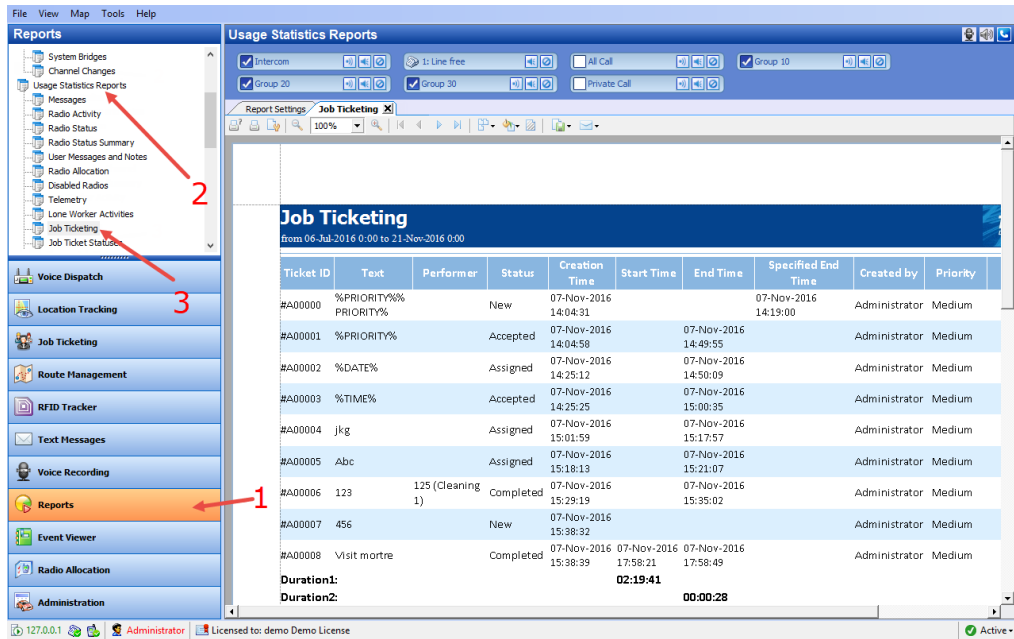 File View Map Tools Help
Reports
System Bridges
Channel Changes
Usage Statistics Reports
Messages
Radio Activity
Radio Status
Radio Status Summary
User Messages and Notes
Radio Allocation
Disabled Radios
Telemetry
Lone Worker Activities
Job Ticketing
Job Ticket Statuses
2
3
1
Voice Dispatch
Location Tracking
Job Ticketing
Route Management
RFID Tracker
Text Messages
Voice Recording
Reports
Event Viewer
Radio Allocation
Administration
Usage Statistics Reports
Intercom 1: Line free All Call Group 10
Group 20 Group 30 Private Call
Report Settings Job Ticketing X
100%
Job Ticketing
from 06-Jul-2016 0:00 to 21-Nov-2016 0:00
Ticket ID Text Performer Status Creation Time Start Time End Time Specified End Time Created by Priority
#A00000 %PRIORITY%% PRIORITY% New 07-Nov-2016 14:04:31 07-Nov-2016 14:19:00 Administrator Medium
#A00001 %PRIORITY% Accepted 07-Nov-2016 14:04:58 07-Nov-2016 14:49:55 Administrator Medium
#A00002 %DATE% Assigned 07-Nov-2016 14:25:12 07-Nov-2016 14:50:09 Administrator Medium
#A00003 %TIME% Accepted 07-Nov-2016 14:25:25 07-Nov-2016 15:00:35 Administrator Medium
#A00004 jkg Assigned 07-Nov-2016 15:01:59 07-Nov-2016 15:17:57 Administrator Medium
#A00005 Abc Assigned 07-Nov-2016 15:18:13 07-Nov-2016 15:21:07 Administrator Medium
#A00006 123 125 (Cleaning 1) Completed 07-Nov-2016 15:29:19 07-Nov-2016 15:35:02 Administrator Medium
#A00007 456 New 07-Nov-2016 15:38:32 Administrator Medium
#A00008 Visit mortre Completed 07-Nov-2016 15:38:39 07-Nov-2016 17:58:21 07-Nov-2016 17:58:49 Administrator Medium
Duration1: 02:19:41
Duration2: 00:00:28
127.0.0.1 Administrator Licensed to: demo Demo License Active